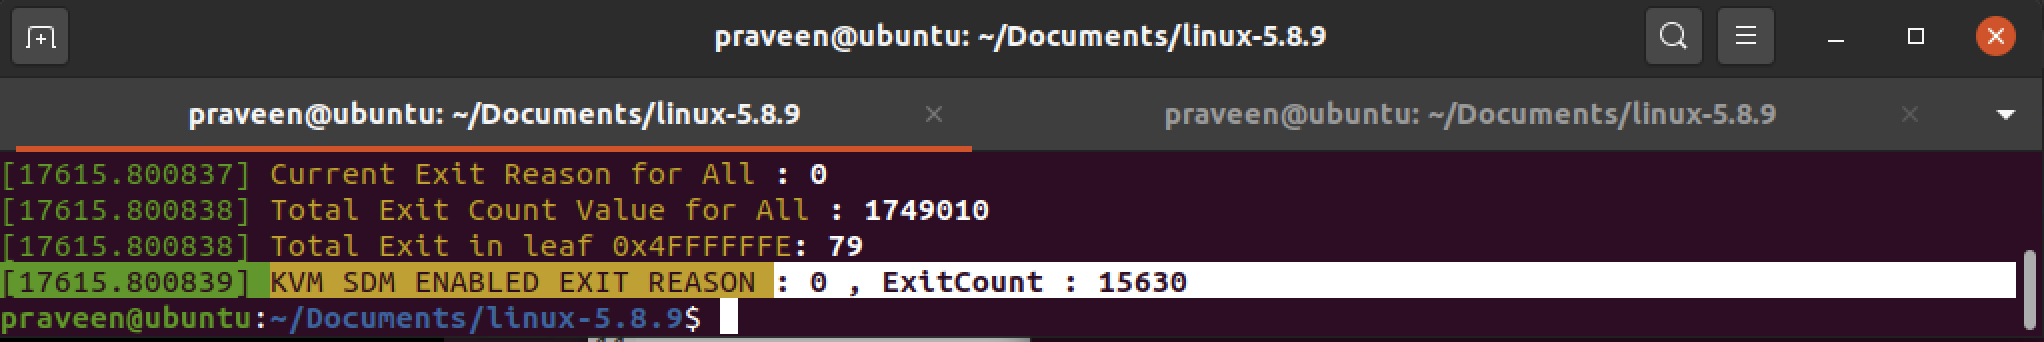 praveen@ubuntu: ~/Documents/linux-5.8.9
praveen@ubuntu: ~/Documents/linux-5.8.9 praveen@ubuntu: ~/Documents/linux-5.8.9
[17615.800837] Current Exit Reason for All : 0
[17615.800838] Total Exit Count Value for All : 1749010
[17615.800838] Total Exit in leaf 0x4FFFFFFE: 79
[17615.800839] KVM SDM ENABLED EXIT REASON : 0 , ExitCount : 15630
praveen@ubuntu:~/Documents/linux-5.8.9$